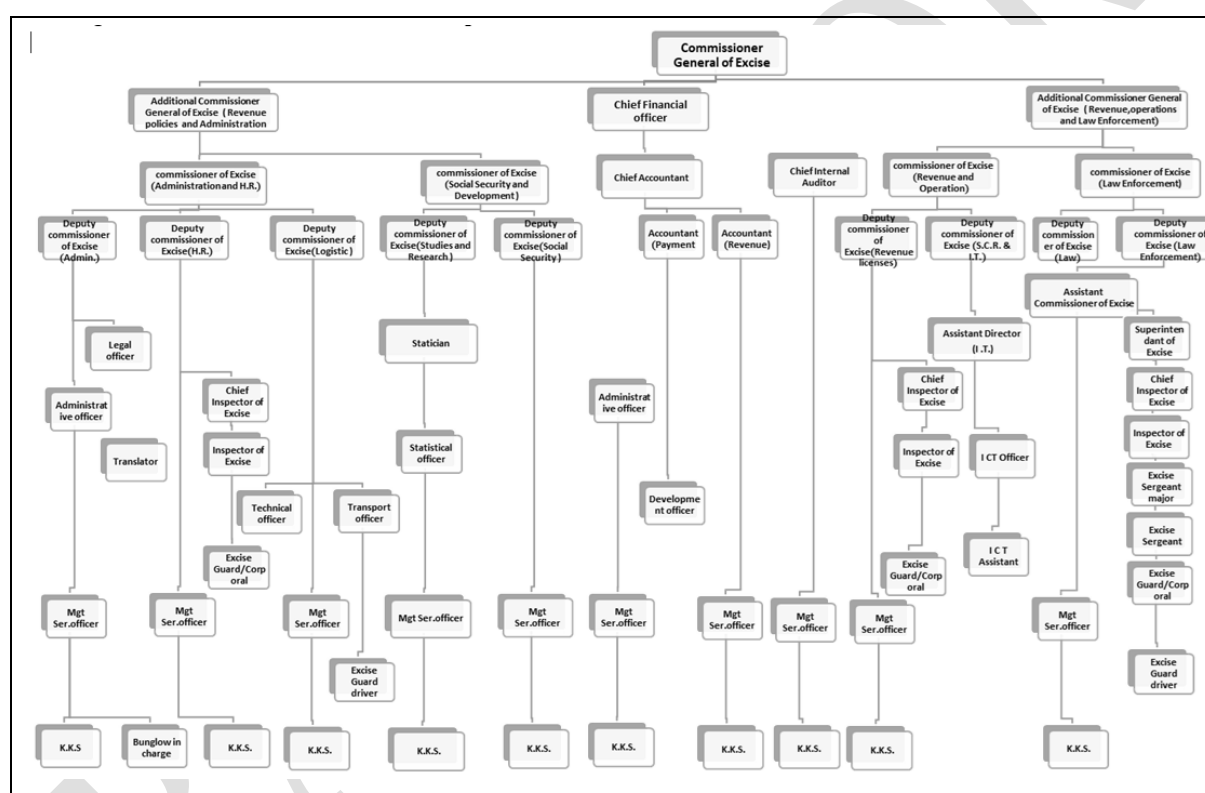 Commissioner
General of Excise
Additional Commissioner
General of Excise ( Revenue
policies and Administration
Chief Financial
officer
Additional Commissioner General
of Excise ( Revenue,operations
and Law Enforcement)
commissioner of Excise
(Administration and H.R.)
commissioner of Excise
(Social Security and
Development)
Chief Accountant
Chief Internal
Auditor
commissioner of Excise
(Revenue and
Operation)
commissioner of Excise
(Law Enforcement)
Deputy
commissioner
of Excise
(Admin.)
Deputy
commissioner of
Excise(H.R.)
Deputy
commissioner of
Excise(Logistic)
Deputy
commissioner of
Excise(Studies and
Research)
Deputy
commissioner of
Excise(Social
Security)
Accountant
(Payment
Accountant
(Revenue)
Deputy
commissioner
of
Excise(Revenue
licenses)
Deputy
commissioner of
Excise (S.C.R. &
I.T.)
Deputy
commission
er of Excise
(Law)
Deputy
commissioner of
Excise (Law
Enforcement)
Assistant
Commissioner of Excise
Legal
officer
Statician
Assistant Director
(I .T.)
Superinten
dant of
Excise
Administrat
ive officer
Chief
Inspector of
Excise
Administrat
ive officer
Chief
Inspector of
Excise
Chief
Inspector of
Excise
Translator
Inspector of
Excise
Statistical
officer
Inspector of
Excise
I CT Officer
Inspector of
Excise
Technical
officer
Transport
officer
Developme
nt officer
Excise
Sergeant
major
Excise
Guard/Corp
oral
Excise
Guard/Corp
oral
I C T
Assistant
Excise
Sergeant
Excise
Guard/Corp
oral
Mgt
Ser.officer
Mgt
Ser.officer
Mgt
Ser.officer
Mgt Ser.officer
Mgt
Ser.officer
Mgt
Ser.officer
Mgt
Ser.officer
Mgt
Ser.officer
Mgt
Ser.officer
Mgt
Ser.officer
Excise
Guard
driver
Excise
Guard
driver
K.K.S
Bunglow in
charge
K.K.S.
K.K.S.
K.K.S.
K.K.S.
K.K.S.
K.K.S.
K.K.S.
K.K.S.
K.K.S.